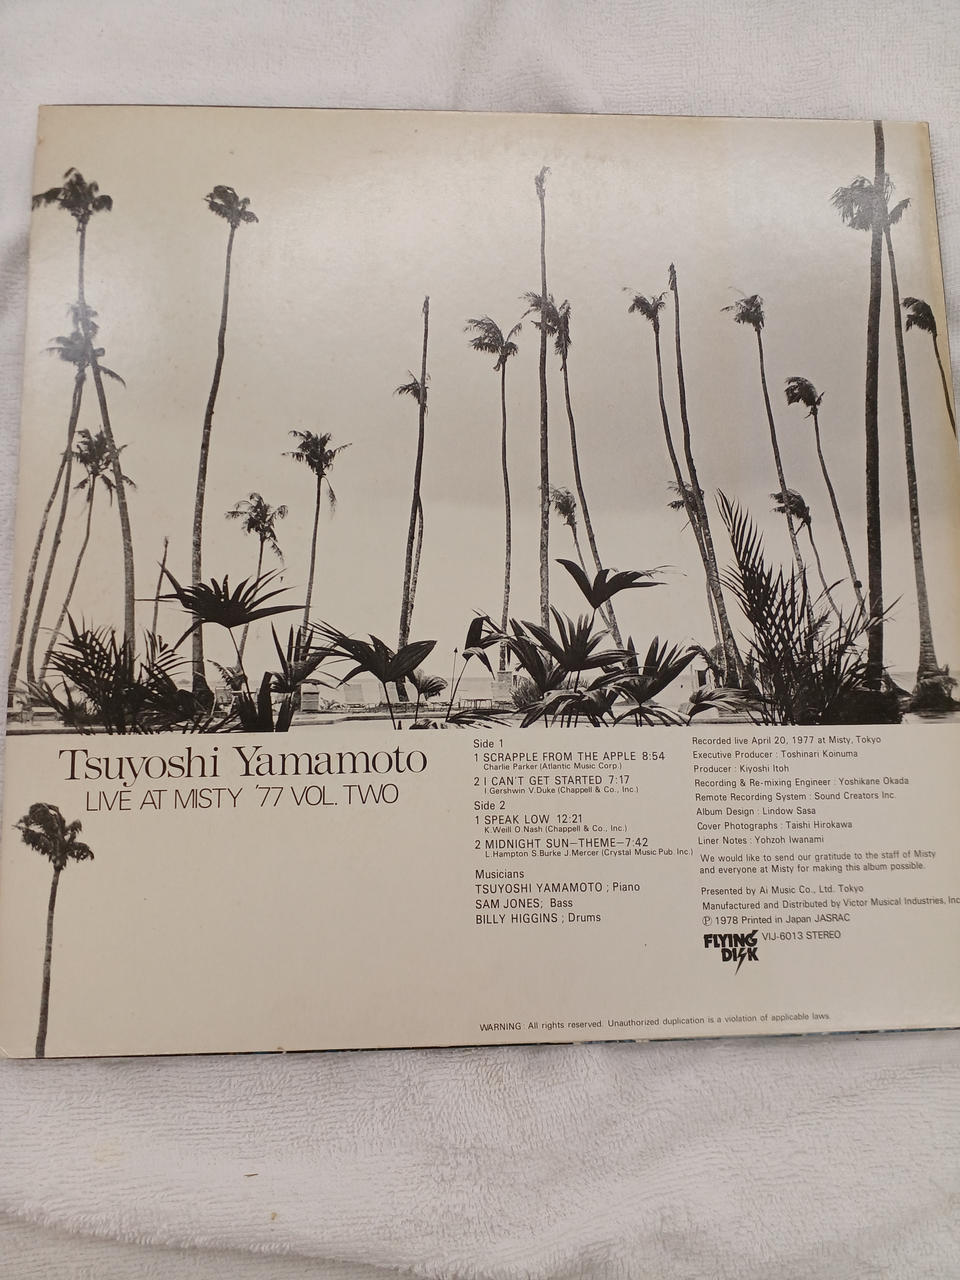 Tsuyoshi Yamamoto
LIVE AT MISTY '77 VOL. TWO
Side 1
1 SCRAPPLE FROM THE APPLE 8:54
Charlie Parker (Atlantic Music Corp.)
2 I CAN'T GET STARTED 7:17
I.Gershwin V.Duke (Chappell & Co., Inc.)
Side 2
1 SPEAK LOW 12:21
K.Weill O.Nash (Chappell & Co., Inc.)
2 MIDNIGHT SUN–THEME–7:42
L.Hampton S.Burke J.Mercer (Crystal Music Pub. Inc.)
Musicians
TSUYOSHI YAMAMOTO ; Piano
SAM JONES; Bass
BILLY HIGGINS ; Drums
Recorded live April 20, 1977 at Misty, Tokyo
Executive Producer : Toshinari Koinuma
Producer : Kiyoshi Itoh
Recording & Re-mixing Engineer : Yoshikane Okada
Remote Recording System : Sound Creators Inc.
Album Design : Lindow Sasa
Cover Photographs : Taishi Hirokawa
Liner Notes : Yohzoh Iwanami
We would like to send our gratitude to the staff of Misty
and everyone at Misty for making this album possible.
Presented by Ai Music Co., Ltd. Tokyo
Manufactured and Distributed by Victor Musical Industries, Inc
Ⓟ 1978 Printed in Japan JASRAC
FLYING DISK VIJ-6013 STEREO
WARNING: All rights reserved. Unauthorized duplication is a violation of applicable laws.